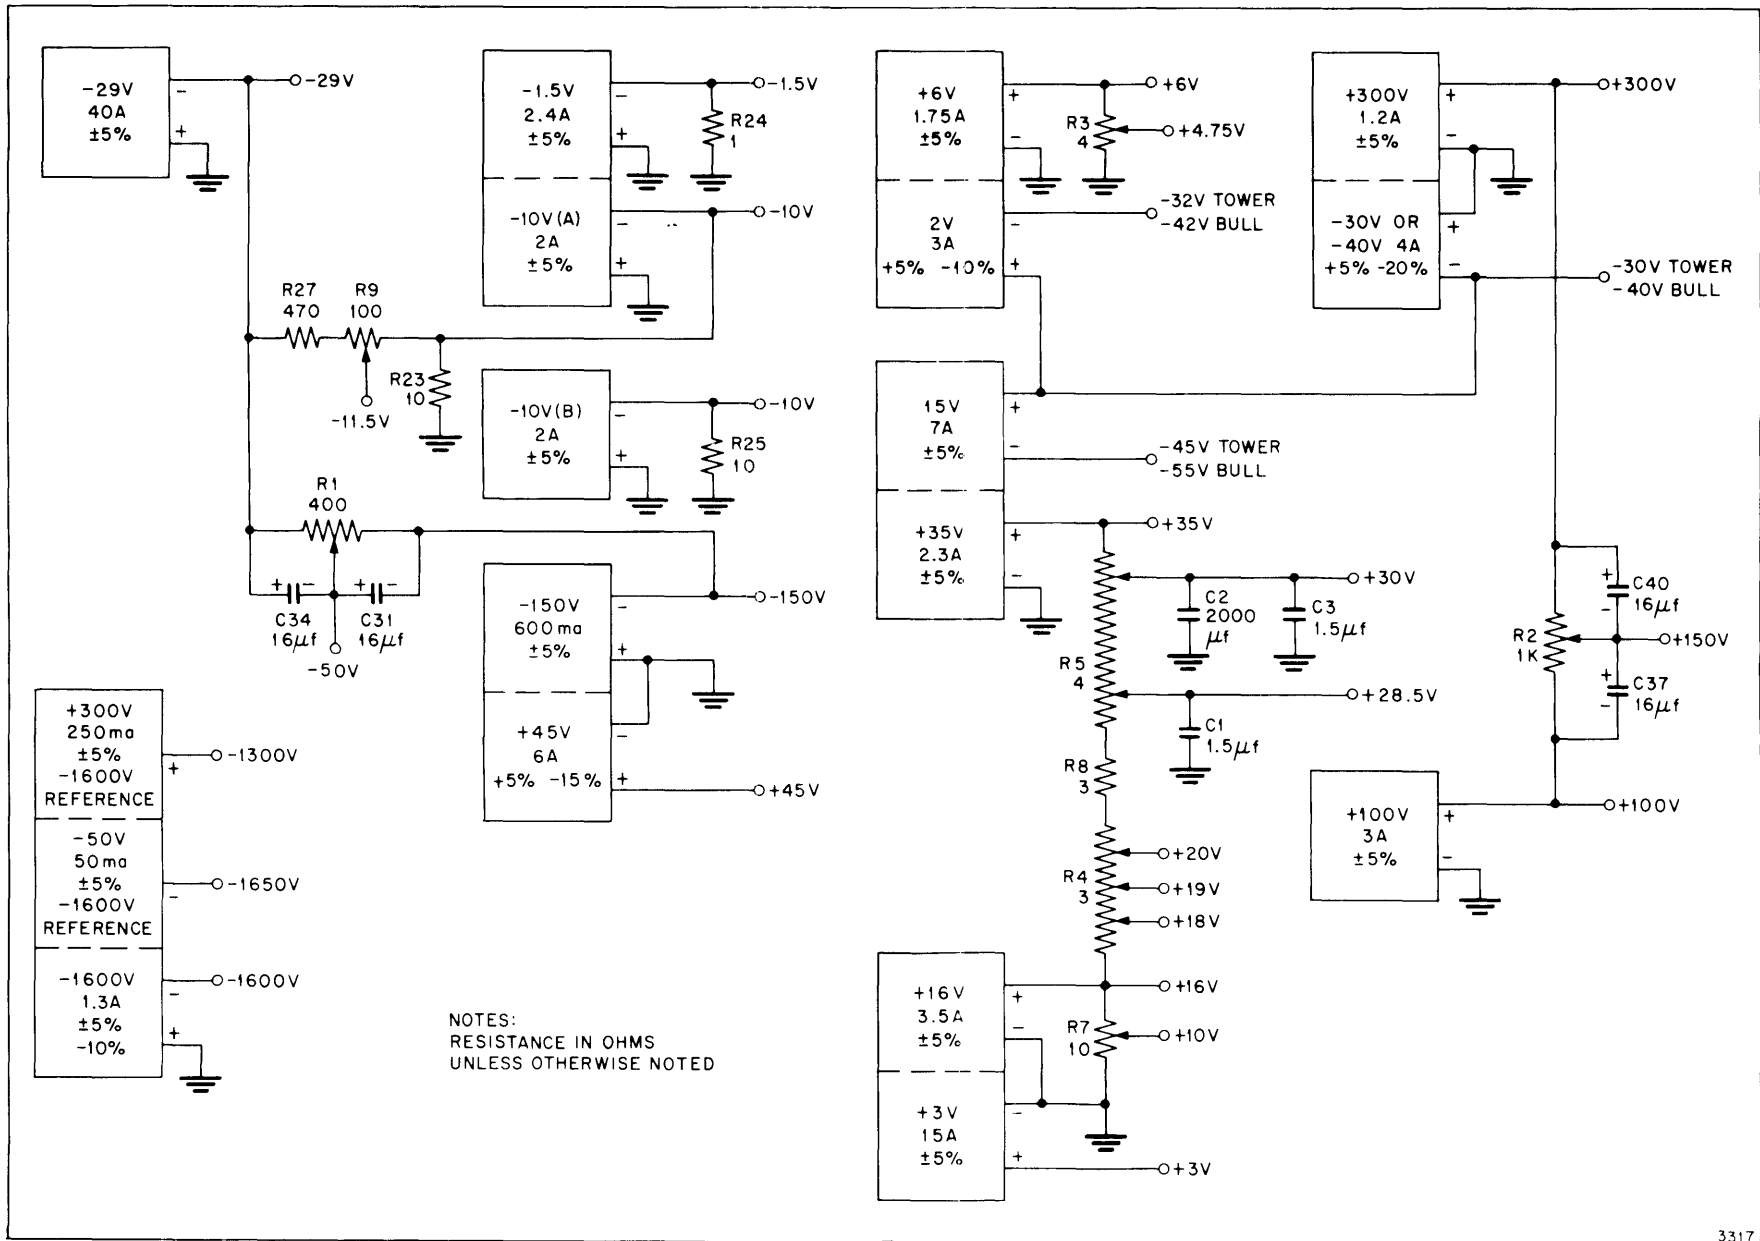 -29V
40A
±5%
-
+
-29V
-1.5V
2.4A
±5%
-
+
-1.5V
R24
1
-10V(A)
2A
±5%
-
+
-10V
R27
470
R9
100
-11.5V
R23
10
-10V(B)
2A
±5%
-
+
-10V
R25
10
R1
400
+ -
+ -
C34
16μf
C31
16μf
-50V
-150V
600ma
±5%
-
+
-150V
+45V
6A
+5% -15%
-
+
+45V
+300V
250ma
±5%
-1600V
REFERENCE
+
-1300V
-50V
50ma
±5%
-1600V
REFERENCE
-
-1650V
-1600V
1.3A
±5%
-10%
-
+
-1600V
NOTES:
RESISTANCE IN OHMS
UNLESS OTHERWISE NOTED
+6V
1.75A
±5%
+
-
+6V
R3
4
+4.75V
2V
3A
+5% -10%
-
+
-32V TOWER
-42V BULL
15V
7A
±5%
+
-
-45V TOWER
-55V BULL
+35V
2.3A
±5%
+
-
+35V
+30V
C2
2000
μf
C3
1.5μf
R5
4
+28.5V
C1
1.5μf
R8
3
+20V
R4
3
+19V
+18V
+16V
3.5A
±5%
+
-
+16V
R7
10
+10V
+3V
15A
±5%
-
+
+3V
+300V
1.2A
±5%
+
-
+300V
-30V OR
-40V 4A
+5% -20%
+
-
-30V TOWER
-40V BULL
+
-
C40
16μf
R2
1K
+150V
+
-
C37
16μf
+100V
3A
±5%
+
-
+100V
3317